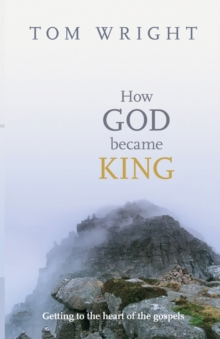 TOM WRIGHT
How
GOD
became
KING
Getting to the heart of the gospels